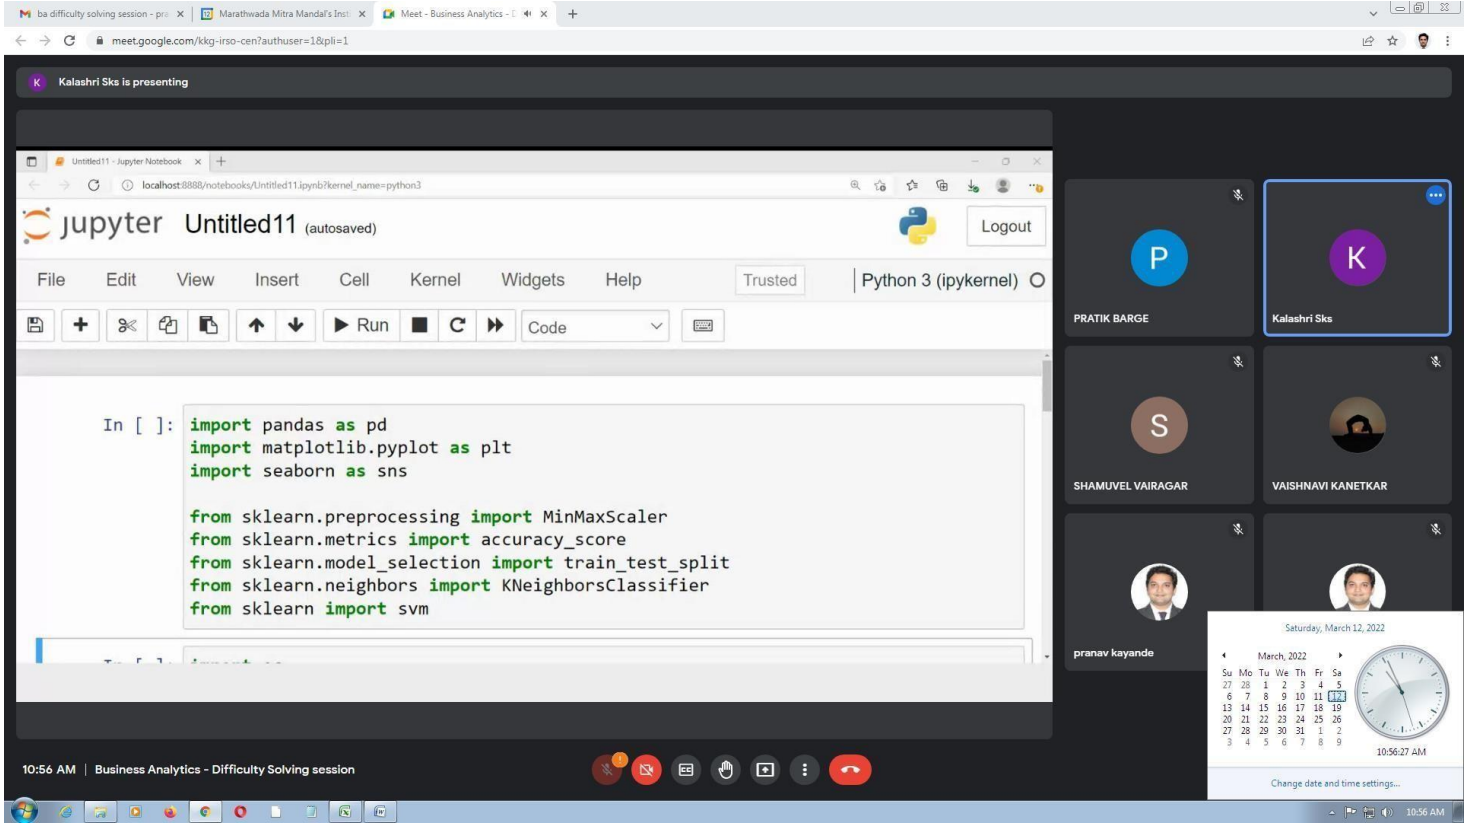 ba difficulty solving session - pra
Marathwada Mitra Mandal's Inst
Meet - Business Analytics - D
meet.google.com/kkg-irso-cen?authuser=1&pli=1
K Kalashri Sks is presenting
Untitled11 - Jupyter Notebook
localhost:8888/notebooks/Untitled11.ipynb?kernel_name=python3
jupyter Untitled11 (autosaved)
Logout
File Edit View Insert Cell Kernel Widgets Help
Trusted
Python 3 (ipykernel)
Run
Code
In [ ]: import pandas as pd
import matplotlib.pyplot as plt
import seaborn as sns
from sklearn.preprocessing import MinMaxScaler
from sklearn.metrics import accuracy_score
from sklearn.model_selection import train_test_split
from sklearn.neighbors import KNeighborsClassifier
from sklearn import svm
P
PRATIK BARGE
K
Kalashri Sks
S
SHAMUVEL VAIRAGAR
VAISHNAVI KANETKAR
pranav kayande
Saturday, March 12, 2022
March, 2022
Su Mo Tu We Th Fr Sa
27 28 1 2 3 4 5
6 7 8 9 10 11 12
13 14 15 16 17 18 19
20 21 22 23 24 25 26
27 28 29 30 31 1 2
3 4 5 6 7 8 9
10:56:27 AM
Change date and time settings...
10:56 AM | Business Analytics - Difficulty Solving session
CC
10:56 AM